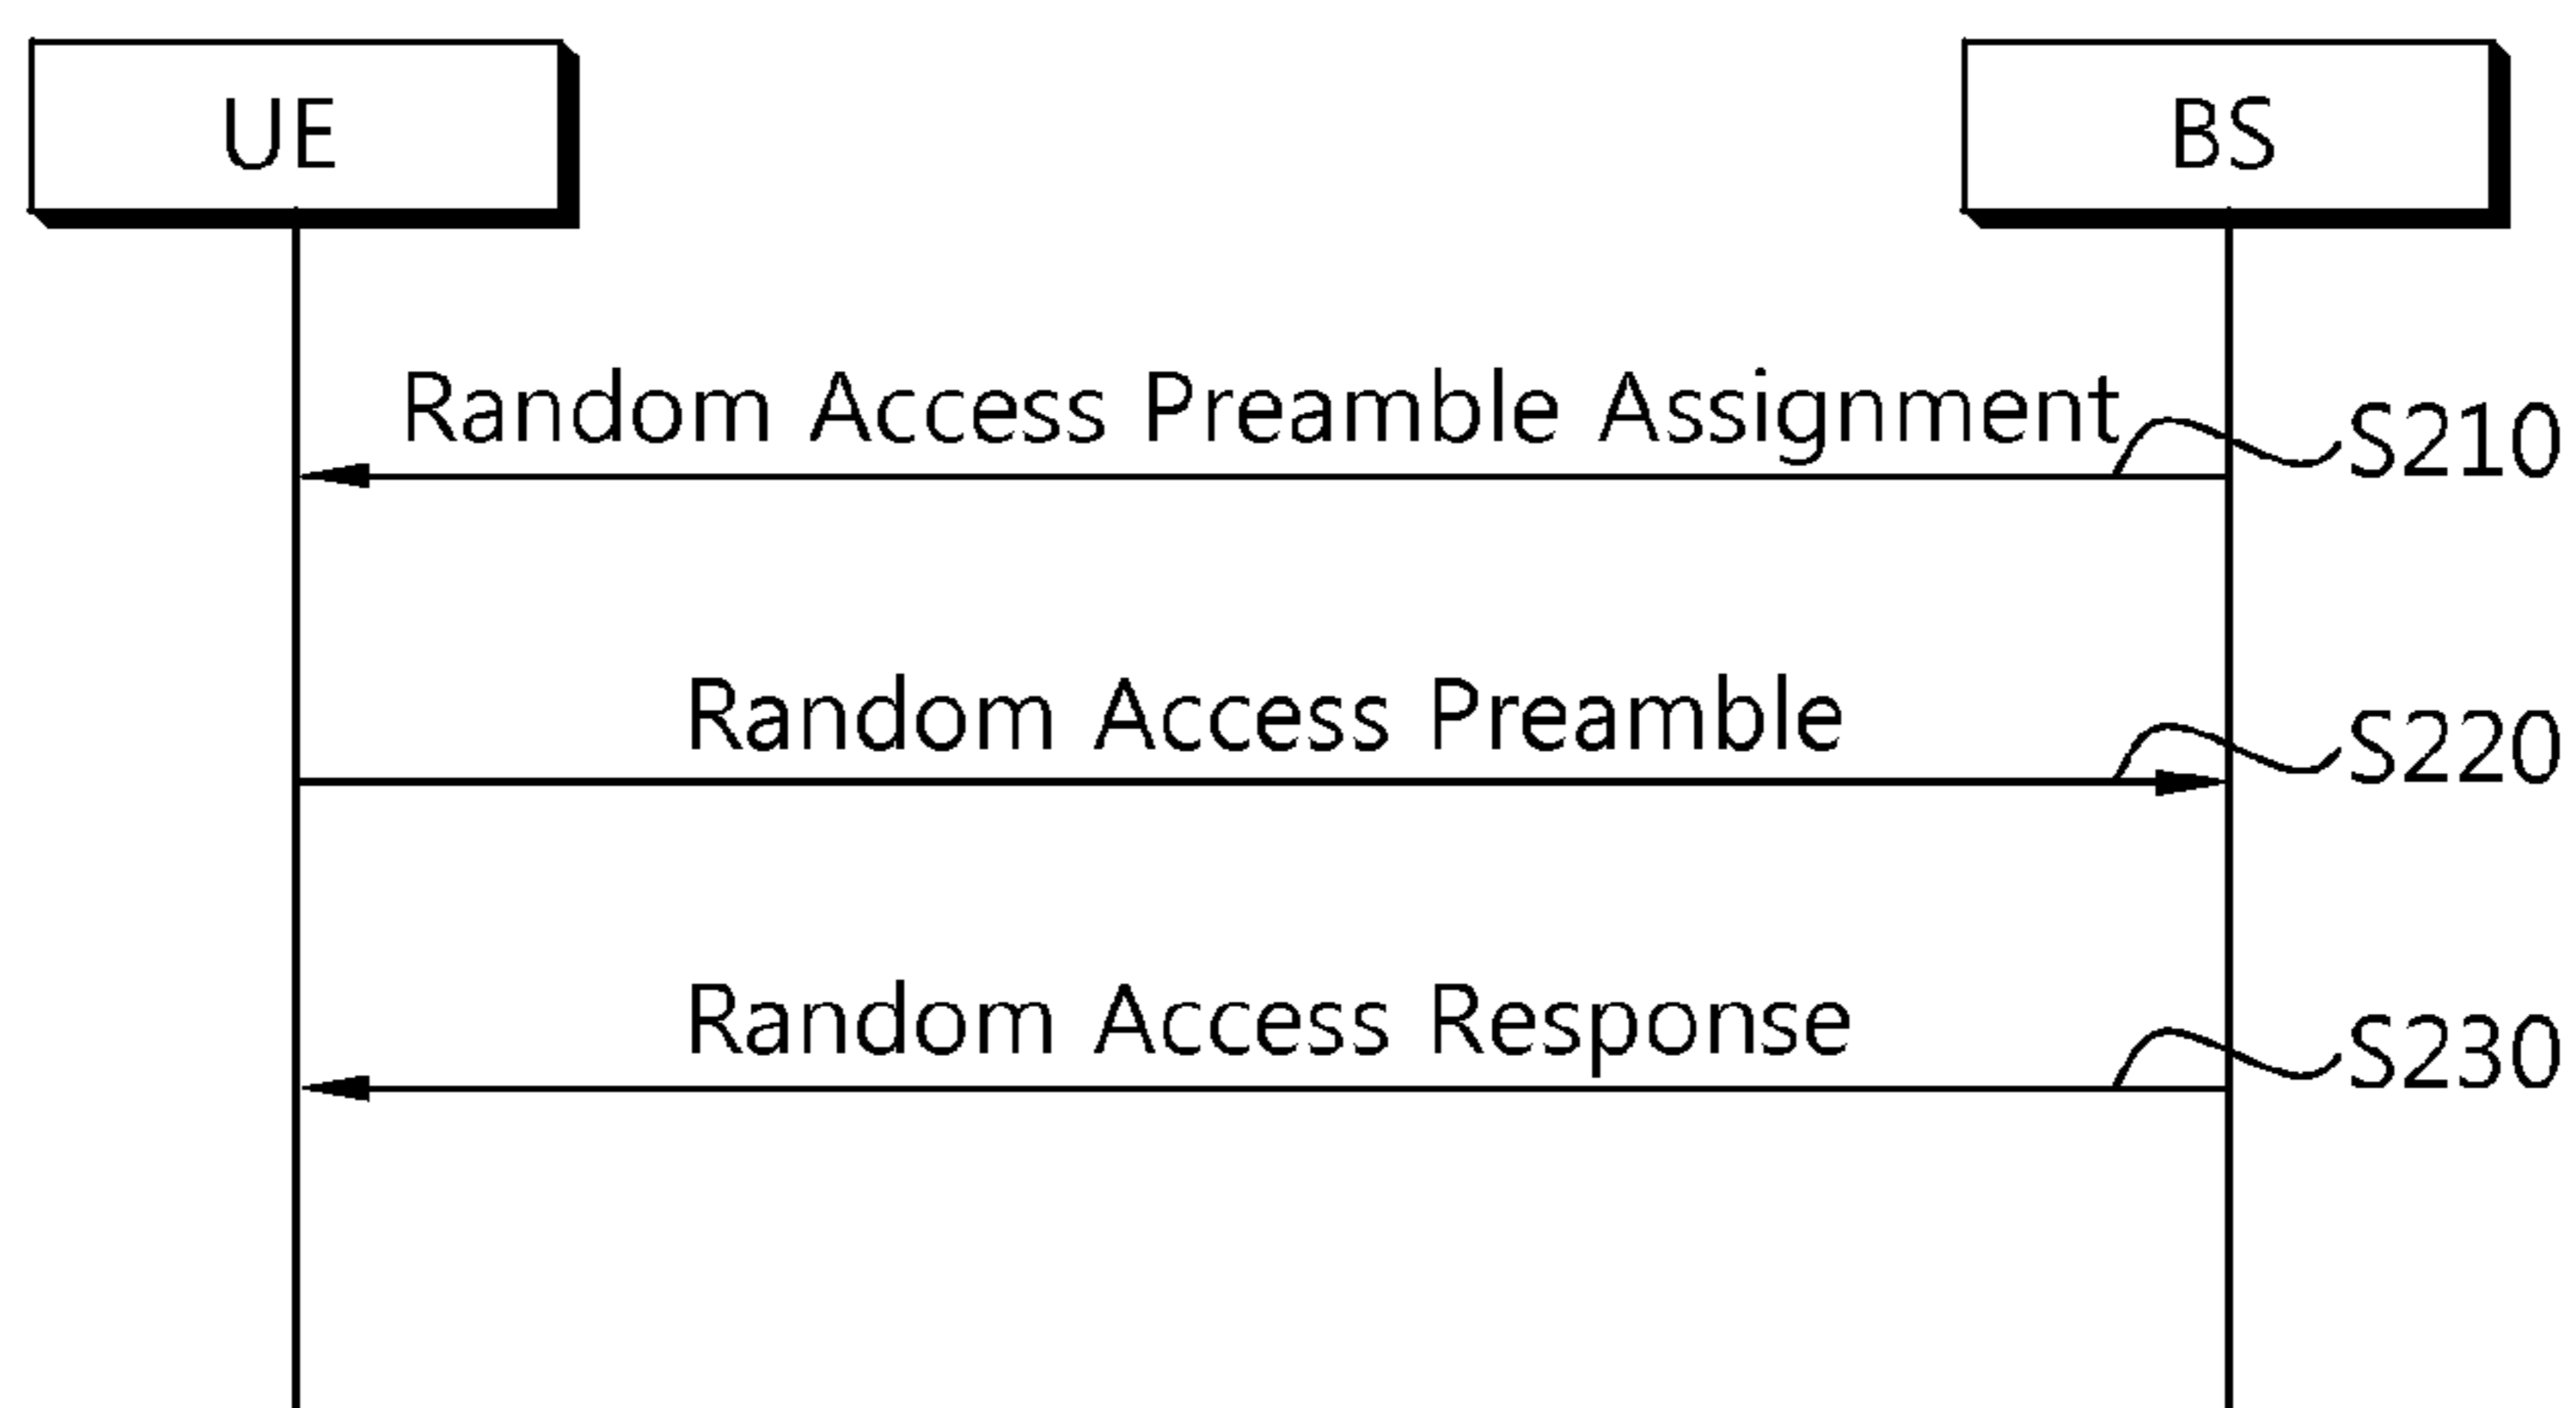 UE
BS
Random Access Preamble Assignment
S210
Random Access Preamble
S220
Random Access Response
S230